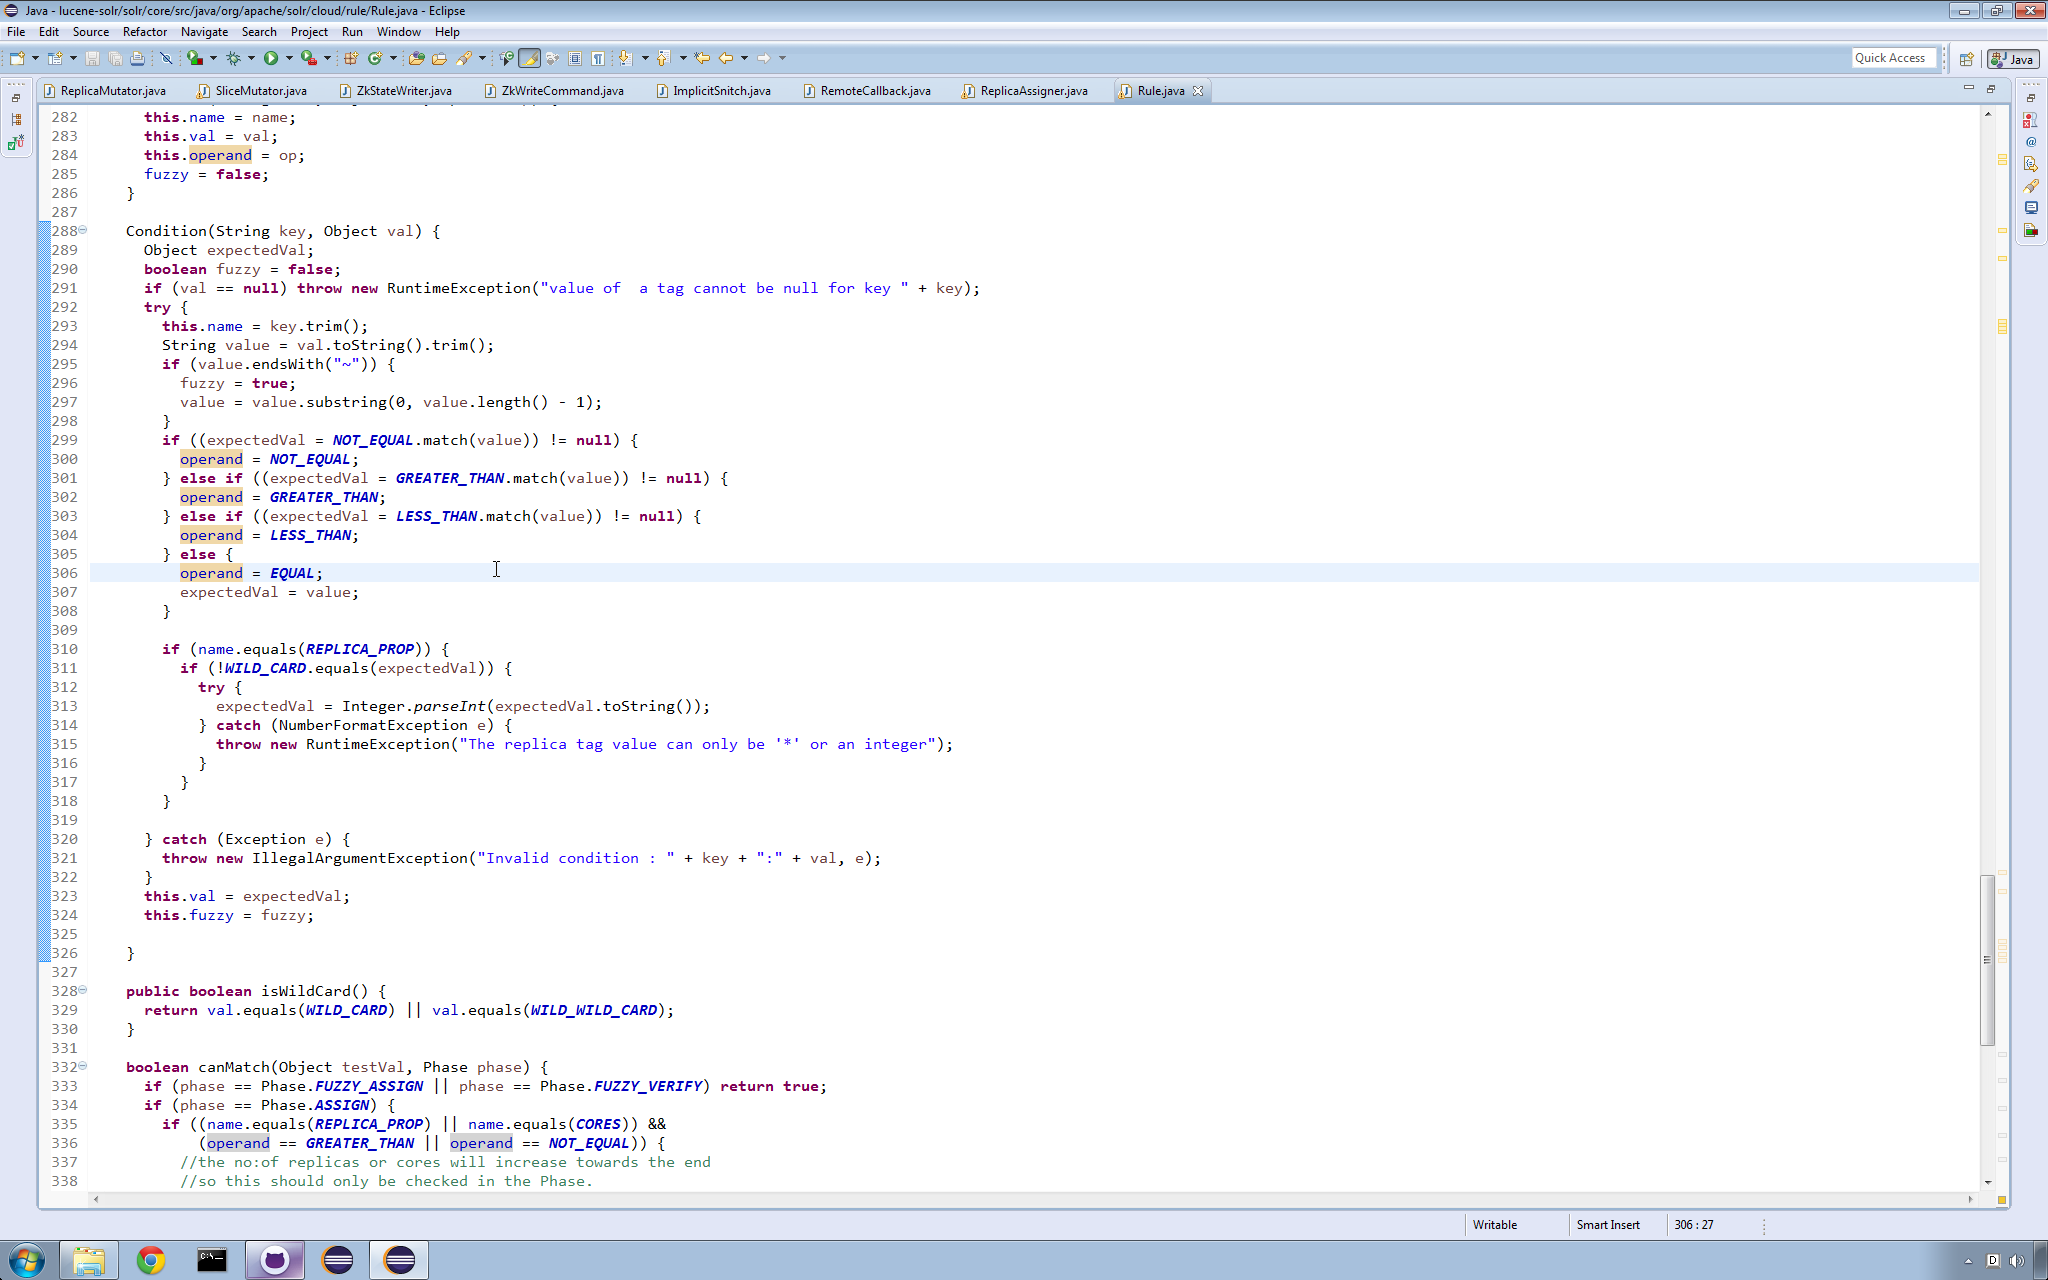 Java - lucene-solr/solr/core/src/java/org/apache/solr/cloud/rule/Rule.java - Eclipse
File Edit Source Refactor Navigate Search Project Run Window Help
Quick Access
Java
ReplicaMutator.java SliceMutator.java ZkStateWriter.java ZkWriteCommand.java ImplicitSnitch.java RemoteCallback.java ReplicaAssigner.java Rule.java
282 this.name = name;
283 this.val = val;
284 this.operand = op;
285 fuzzy = false;
286 }
287
288 Condition(String key, Object val) {
289 Object expectedVal;
290 boolean fuzzy = false;
291 if (val == null) throw new RuntimeException("value of  a tag cannot be null for key " + key);
292 try {
293 this.name = key.trim();
294 String value = val.toString().trim();
295 if (value.endsWith("~")) {
296 fuzzy = true;
297 value = value.substring(0, value.length() - 1);
298 }
299 if ((expectedVal = NOT_EQUAL.match(value)) != null) {
300 operand = NOT_EQUAL;
301 } else if ((expectedVal = GREATER_THAN.match(value)) != null) {
302 operand = GREATER_THAN;
303 } else if ((expectedVal = LESS_THAN.match(value)) != null) {
304 operand = LESS_THAN;
305 } else {
306 operand = EQUAL;
307 expectedVal = value;
308 }
309
310 if (name.equals(REPLICA_PROP)) {
311 if (!WILD_CARD.equals(expectedVal)) {
312 try {
313 expectedVal = Integer.parseInt(expectedVal.toString());
314 } catch (NumberFormatException e) {
315 throw new RuntimeException("The replica tag value can only be '*' or an integer");
316 }
317 }
318 }
319
320 } catch (Exception e) {
321 throw new IllegalArgumentException("Invalid condition : " + key + ":" + val, e);
322 }
323 this.val = expectedVal;
324 this.fuzzy = fuzzy;
325
326 }
327
328 public boolean isWildCard() {
329 return val.equals(WILD_CARD) || val.equals(WILD_WILD_CARD);
330 }
331
332 boolean canMatch(Object testVal, Phase phase) {
333 if (phase == Phase.FUZZY_ASSIGN || phase == Phase.FUZZY_VERIFY) return true;
334 if (phase == Phase.ASSIGN) {
335 if ((name.equals(REPLICA_PROP) || name.equals(CORES)) &&
336 (operand == GREATER_THAN || operand == NOT_EQUAL)) {
337 //the no:of replicas or cores will increase towards the end
338 //so this should only be checked in the Phase.
Writable Smart Insert 306 : 27